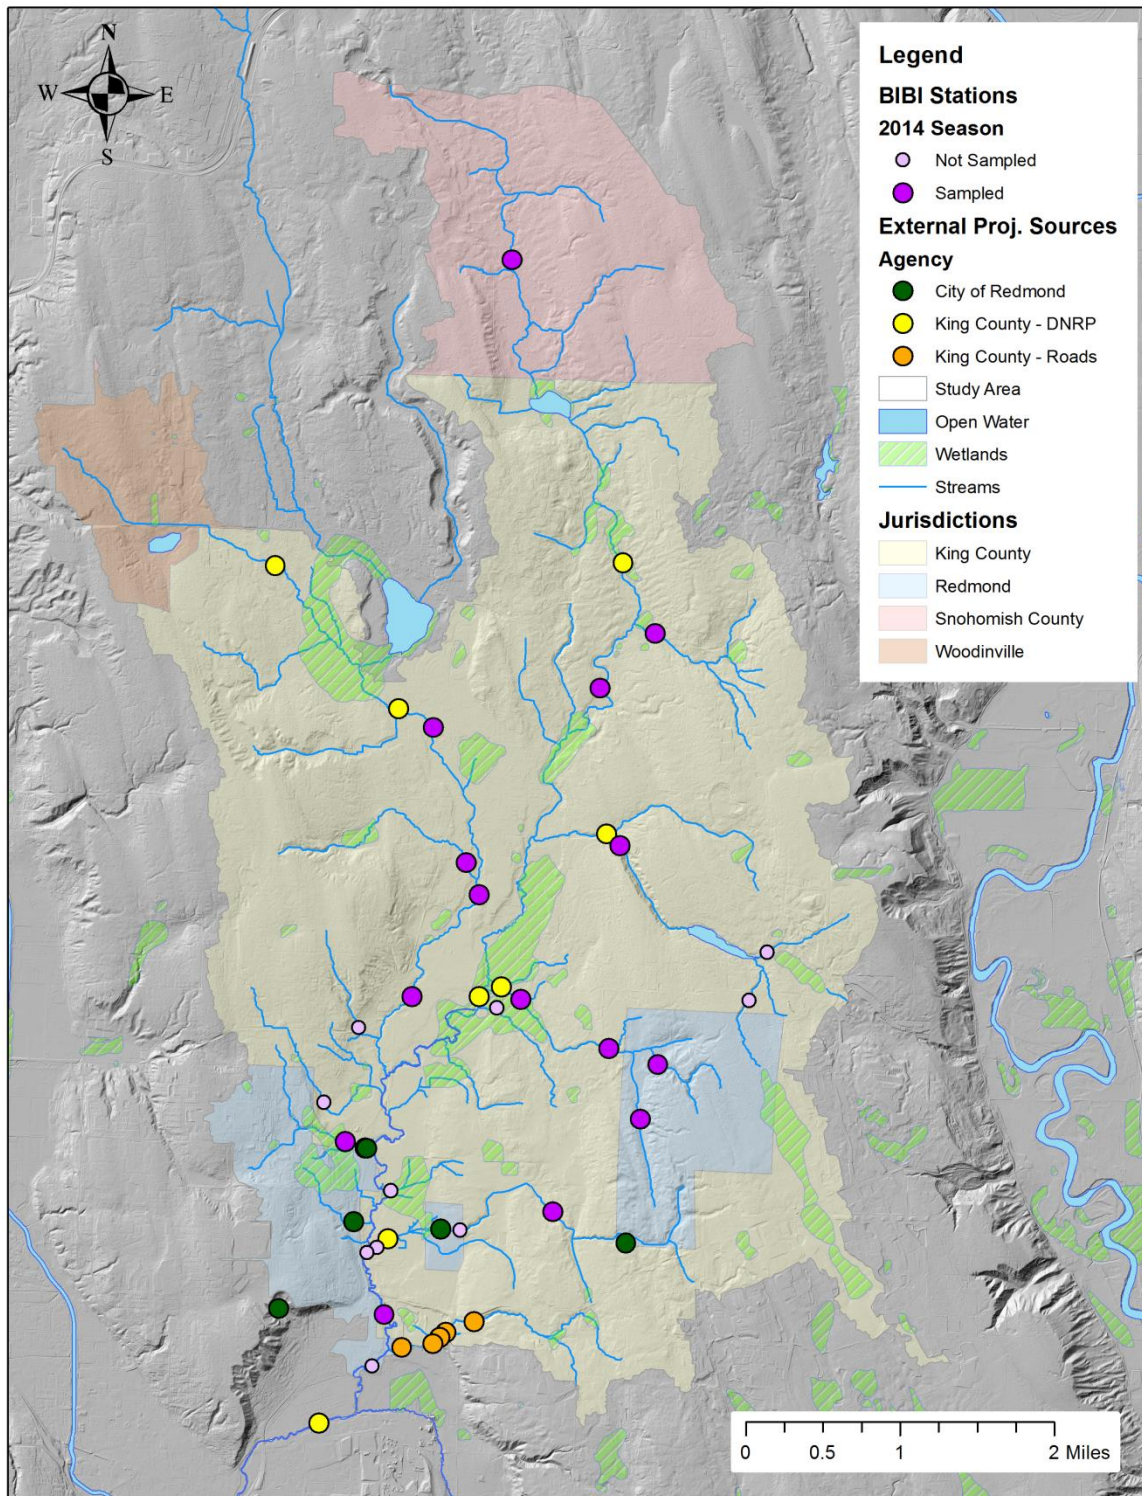 N
W E
S
Legend
BIBI Stations
2014 Season
Not Sampled
Sampled
External Proj. Sources
Agency
City of Redmond
King County - DNRP
King County - Roads
Study Area
Open Water
Wetlands
Streams
Jurisdictions
King County
Redmond
Snohomish County
Woodinville
0 0.5 1 2 Miles